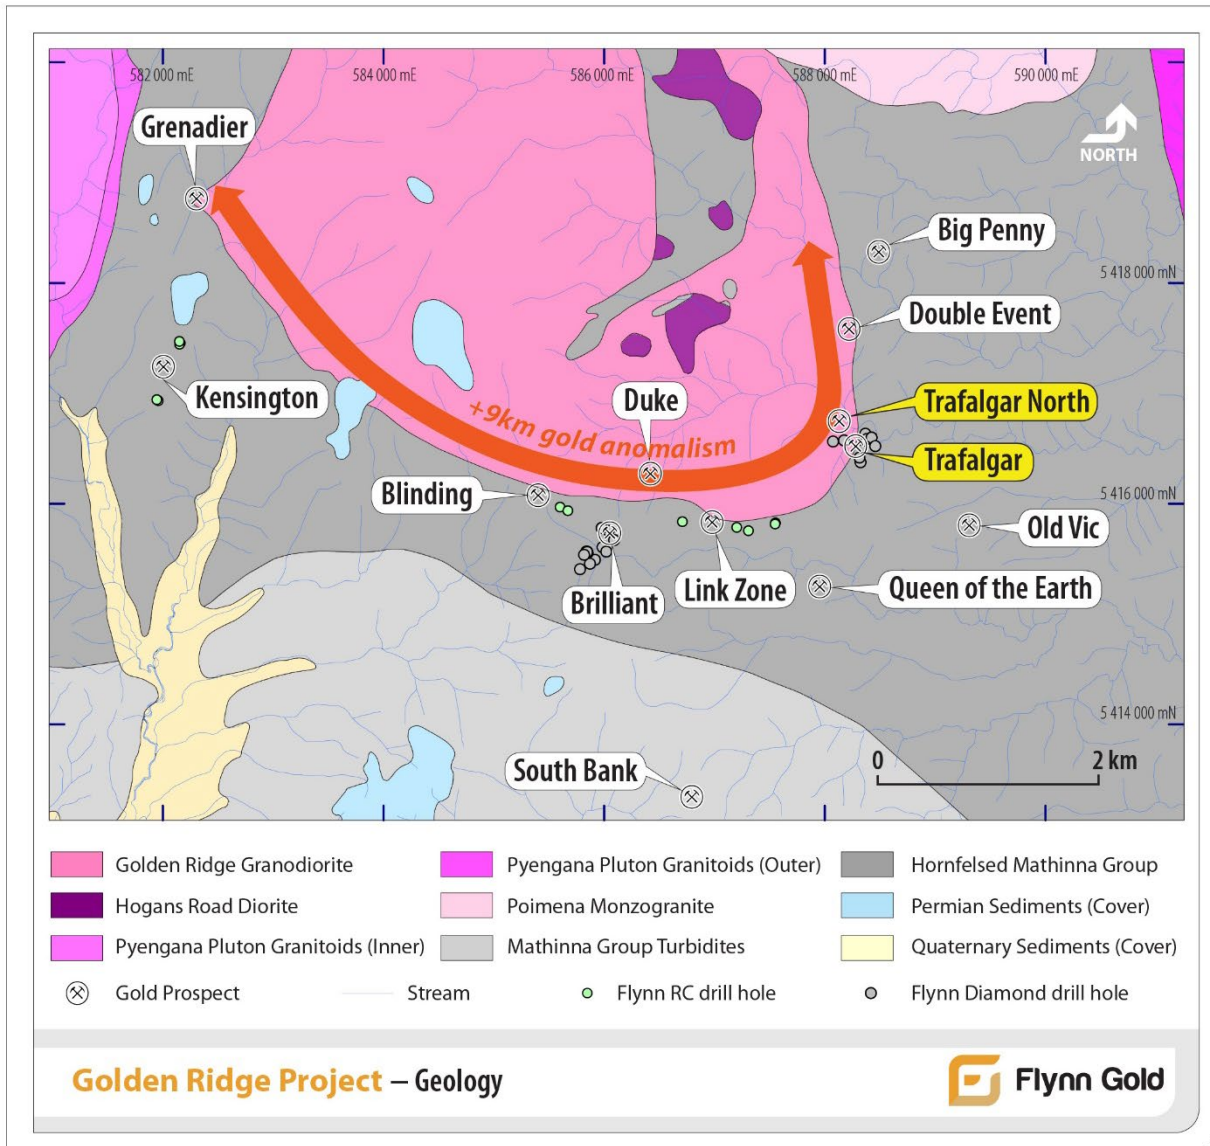 582 000 mE
584 000 mE
586 000 mE
588 000 mE
590 000 mE
Grenadier
NORTH
Big Penny
5 418 000 mN
Double Event
Kensington
Duke
Trafalgar North
+9km gold anomalism
Trafalgar
Blinding
5 416 000 mN
Old Vic
Brilliant
Link Zone
Queen of the Earth
5 414 000 mN
South Bank
0
2 km
Golden Ridge Granodiorite
Pyengana Pluton Granitoids (Outer)
Hornfelsed Mathinna Group
Hogans Road Diorite
Poimena Monzogranite
Permian Sediments (Cover)
Pyengana Pluton Granitoids (Inner)
Mathinna Group Turbidites
Quaternary Sediments (Cover)
Gold Prospect
Stream
Flynn RC drill hole
Flynn Diamond drill hole
Golden Ridge Project – Geology
Flynn Gold